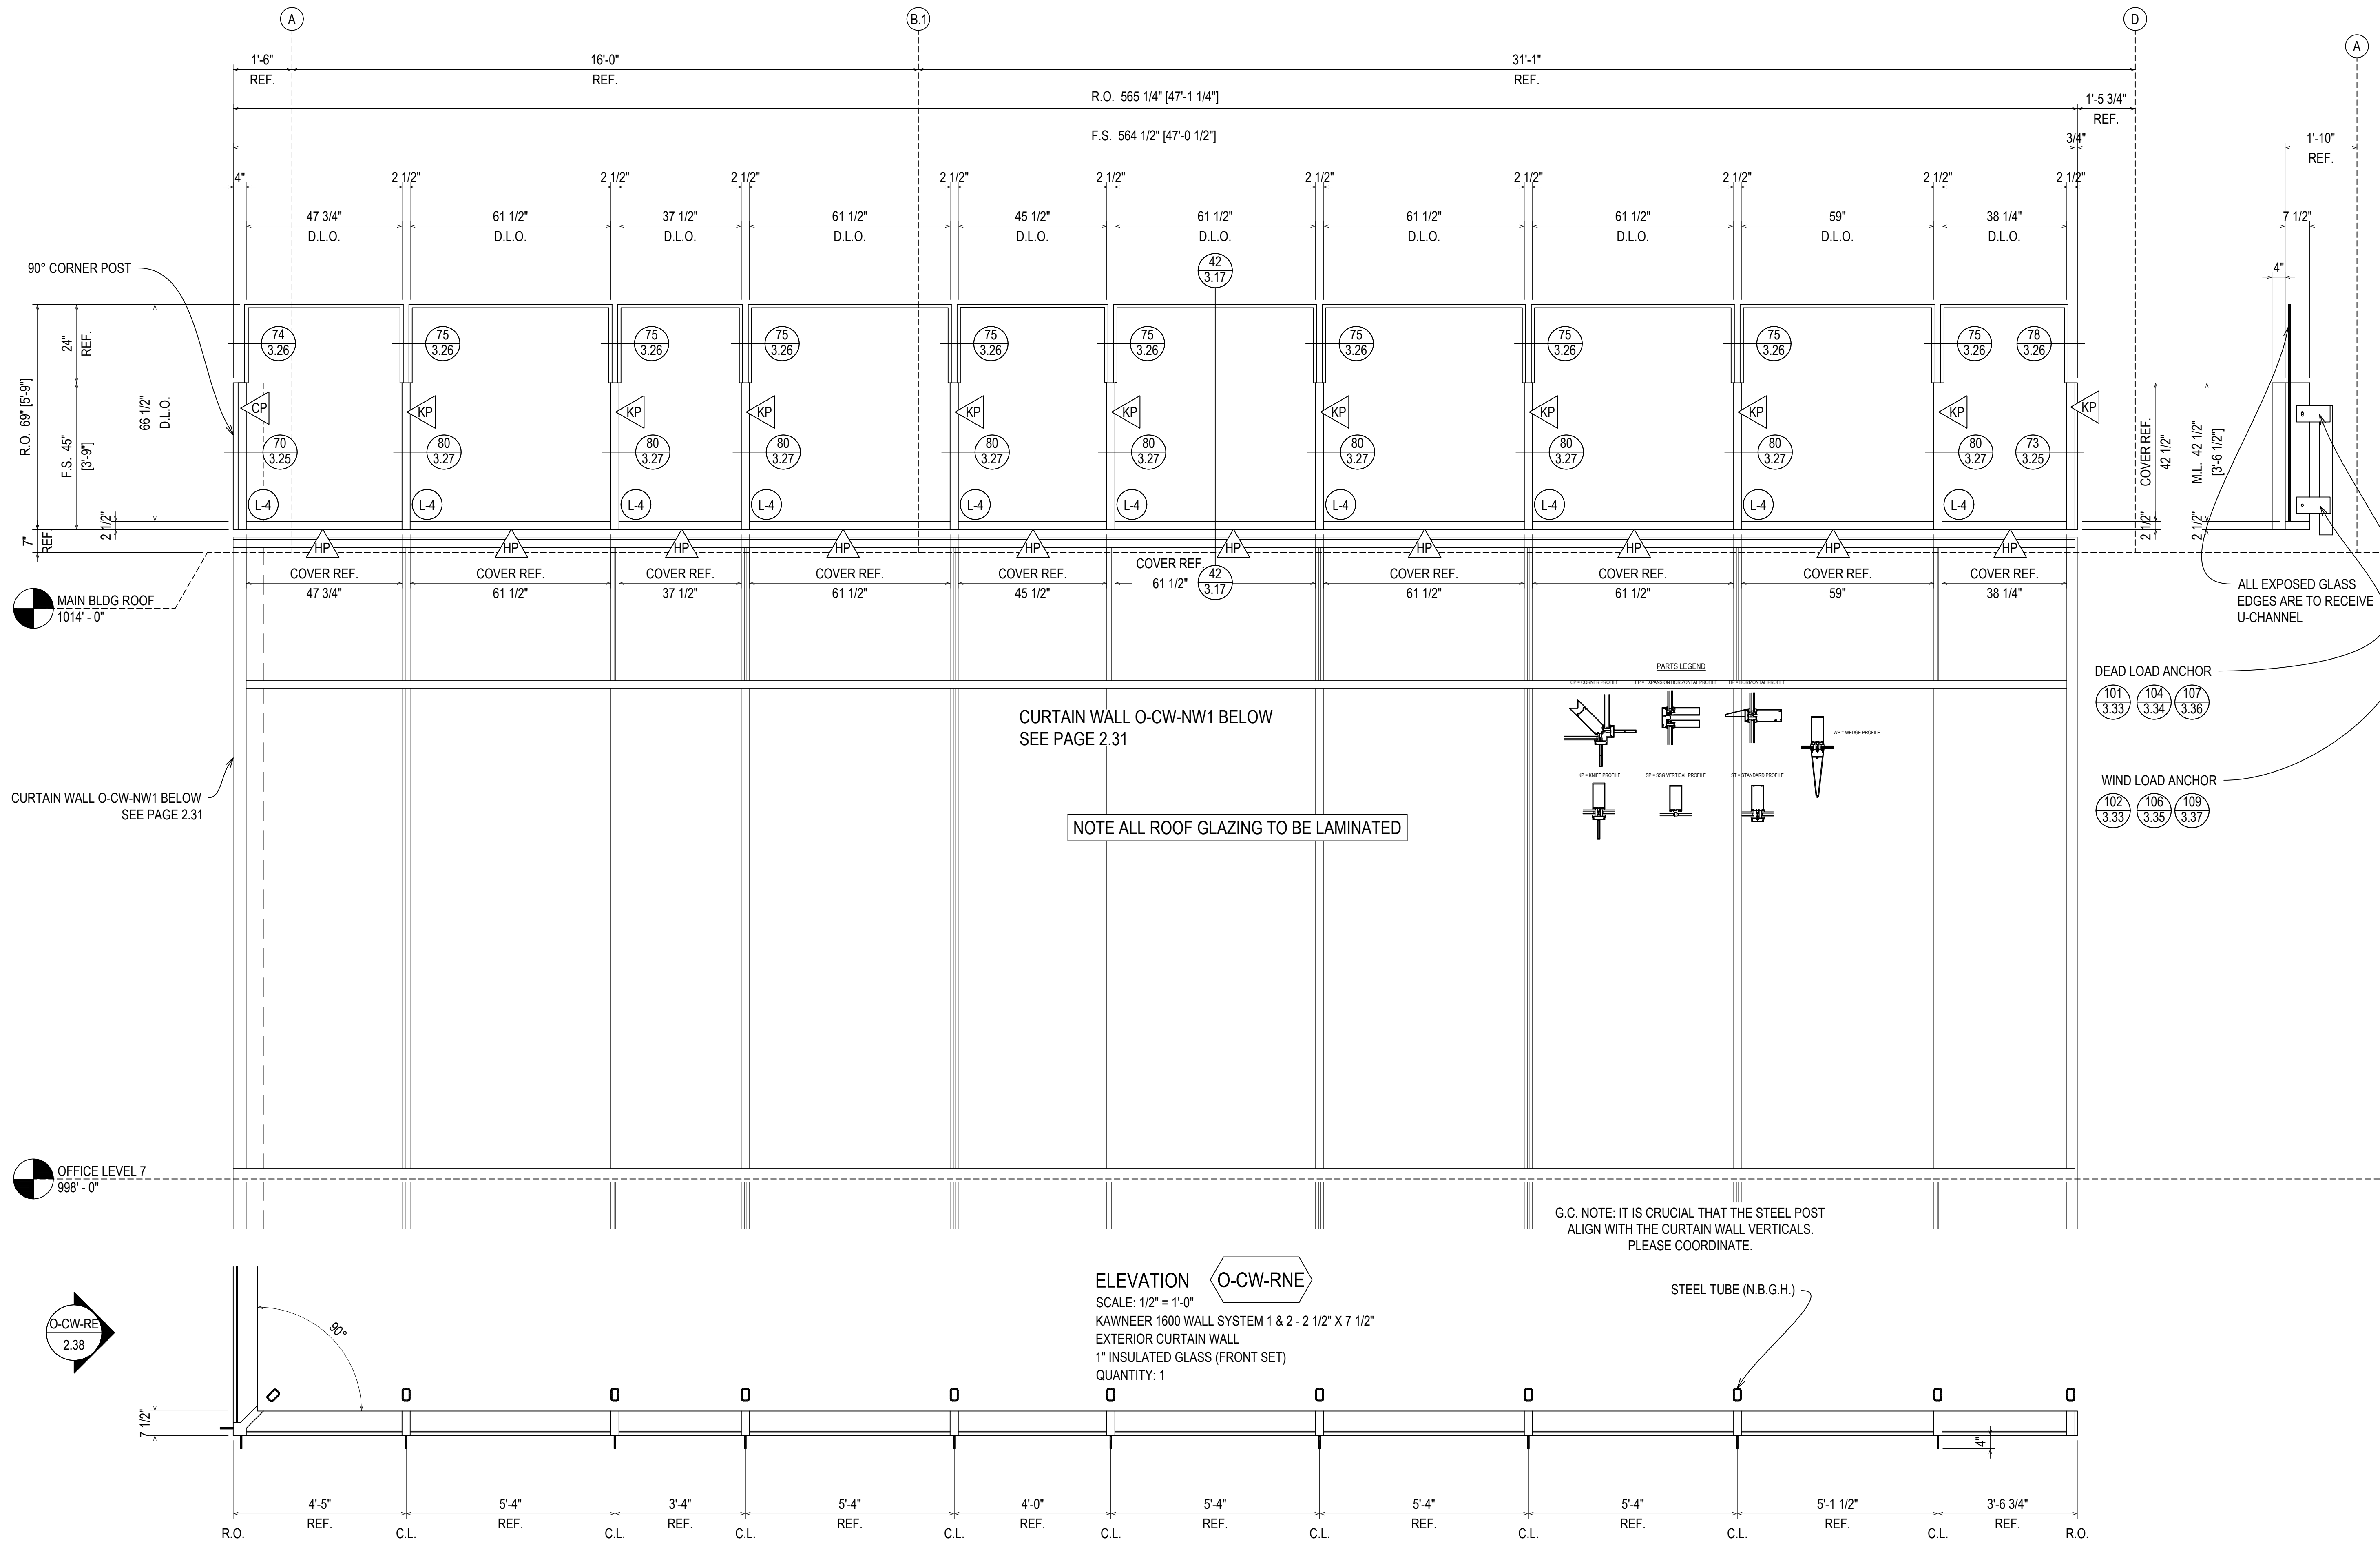 A
B.1
D
A
1'-6"
REF.
16'-0"
REF.
31'-1"
REF.
R.O. 565 1/4" [47'-1 1/4"]
1'-5 3/4"
REF.
F.S. 564 1/2" [47'-0 1/2"]
3/4"
1'-10"
REF.
4"
2 1/2"
2 1/2"
2 1/2"
2 1/2"
2 1/2"
2 1/2"
2 1/2"
2 1/2"
2 1/2"
2 1/2"
47 3/4"
D.L.O.
61 1/2"
D.L.O.
37 1/2"
D.L.O.
61 1/2"
D.L.O.
45 1/2"
D.L.O.
61 1/2"
D.L.O.
61 1/2"
D.L.O.
61 1/2"
D.L.O.
59"
D.L.O.
38 1/4"
D.L.O.
7 1/2"
4"
90° CORNER POST
42
3.17
R.O. 69" [5'-9"]
24"
REF.
F.S. 45"
[3'-9"]
66 1/2"
D.L.O.
2 1/2"
7"
REF.
74
3.26
75
3.26
75
3.26
75
3.26
75
3.26
75
3.26
75
3.26
75
3.26
75
3.26
75
3.26
78
3.26
CP
KP
KP
KP
KP
KP
KP
KP
KP
KP
KP
70
3.25
80
3.27
80
3.27
80
3.27
80
3.27
80
3.27
80
3.27
80
3.27
80
3.27
80
3.27
73
3.25
L-4
L-4
L-4
L-4
L-4
L-4
L-4
L-4
L-4
L-4
COVER REF.
42 1/2"
2 1/2"
M.L. 42 1/2"
[3'-6 1/2"]
2 1/2"
HP
HP
HP
HP
HP
HP
HP
HP
HP
HP
COVER REF.
47 3/4"
COVER REF.
61 1/2"
COVER REF.
37 1/2"
COVER REF.
61 1/2"
COVER REF.
45 1/2"
COVER REF.
61 1/2"
42
3.17
COVER REF.
61 1/2"
COVER REF.
61 1/2"
COVER REF.
59"
COVER REF.
38 1/4"
MAIN BLDG ROOF
1014' - 0"
ALL EXPOSED GLASS
EDGES ARE TO RECEIVE
U-CHANNEL
DEAD LOAD ANCHOR
101
3.33
104
3.34
107
3.36
WIND LOAD ANCHOR
102
3.33
106
3.35
109
3.37
PARTS LEGEND
CP = CORNER PROFILE
EP = EXPANSION HORIZONTAL PROFILE
HP = HORIZONTAL PROFILE
WP = WEDGE PROFILE
KP = KNIFE PROFILE
SP = SSG VERTICAL PROFILE
ST = STANDARD PROFILE
CURTAIN WALL O-CW-NW1 BELOW
SEE PAGE 2.31
CURTAIN WALL O-CW-NW1 BELOW
SEE PAGE 2.31
NOTE ALL ROOF GLAZING TO BE LAMINATED
OFFICE LEVEL 7
998' - 0"
G.C. NOTE: IT IS CRUCIAL THAT THE STEEL POST
ALIGN WITH THE CURTAIN WALL VERTICALS.
PLEASE COORDINATE.
ELEVATION O-CW-RNE
SCALE: 1/2" = 1'-0"
KAWNEER 1600 WALL SYSTEM 1 & 2 - 2 1/2" X 7 1/2"
EXTERIOR CURTAIN WALL
1" INSULATED GLASS (FRONT SET)
QUANTITY: 1
STEEL TUBE (N.B.G.H.)
O-CW-RE
2.38
90°
7 1/2"
4"
4'-5"
REF.
5'-4"
REF.
3'-4"
REF.
5'-4"
REF.
4'-0"
REF.
5'-4"
REF.
5'-4"
REF.
5'-4"
REF.
5'-1 1/2"
REF.
3'-6 3/4"
REF.
R.O.
C.L.
C.L.
C.L.
C.L.
C.L.
C.L.
C.L.
C.L.
C.L.
R.O.